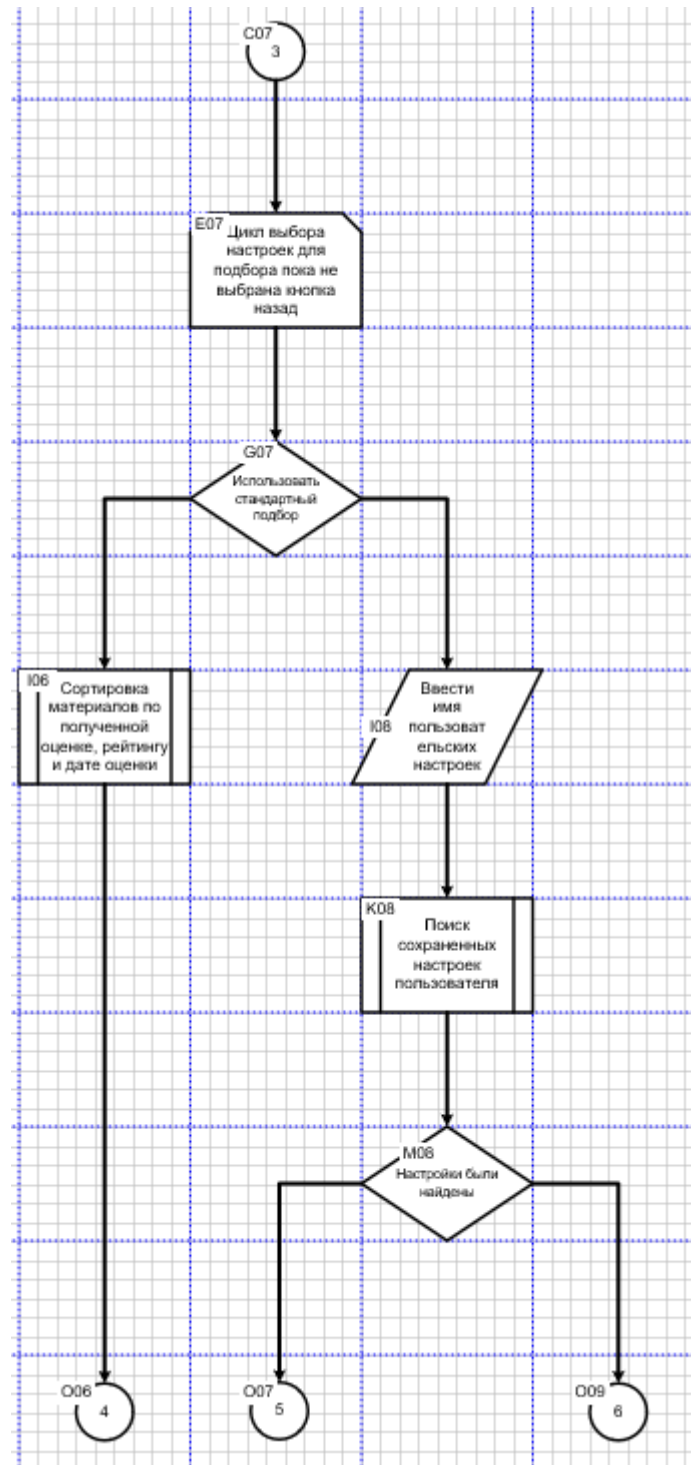 C07
3
E07
Цикл выбора
настроек для
подбора пока не
выбрана кнопка
назад
G07
Использовать
стандартный
подбор
I06
Сортировка
материалов по
полученной
оценке, рейтингу
и дате оценки
I08
Ввести
имя
пользоват
ельских
настроек
K08
Поиск
сохраненных
настроек
пользователя
M08
Настройки были
найдены
O06
4
O07
5
O09
6